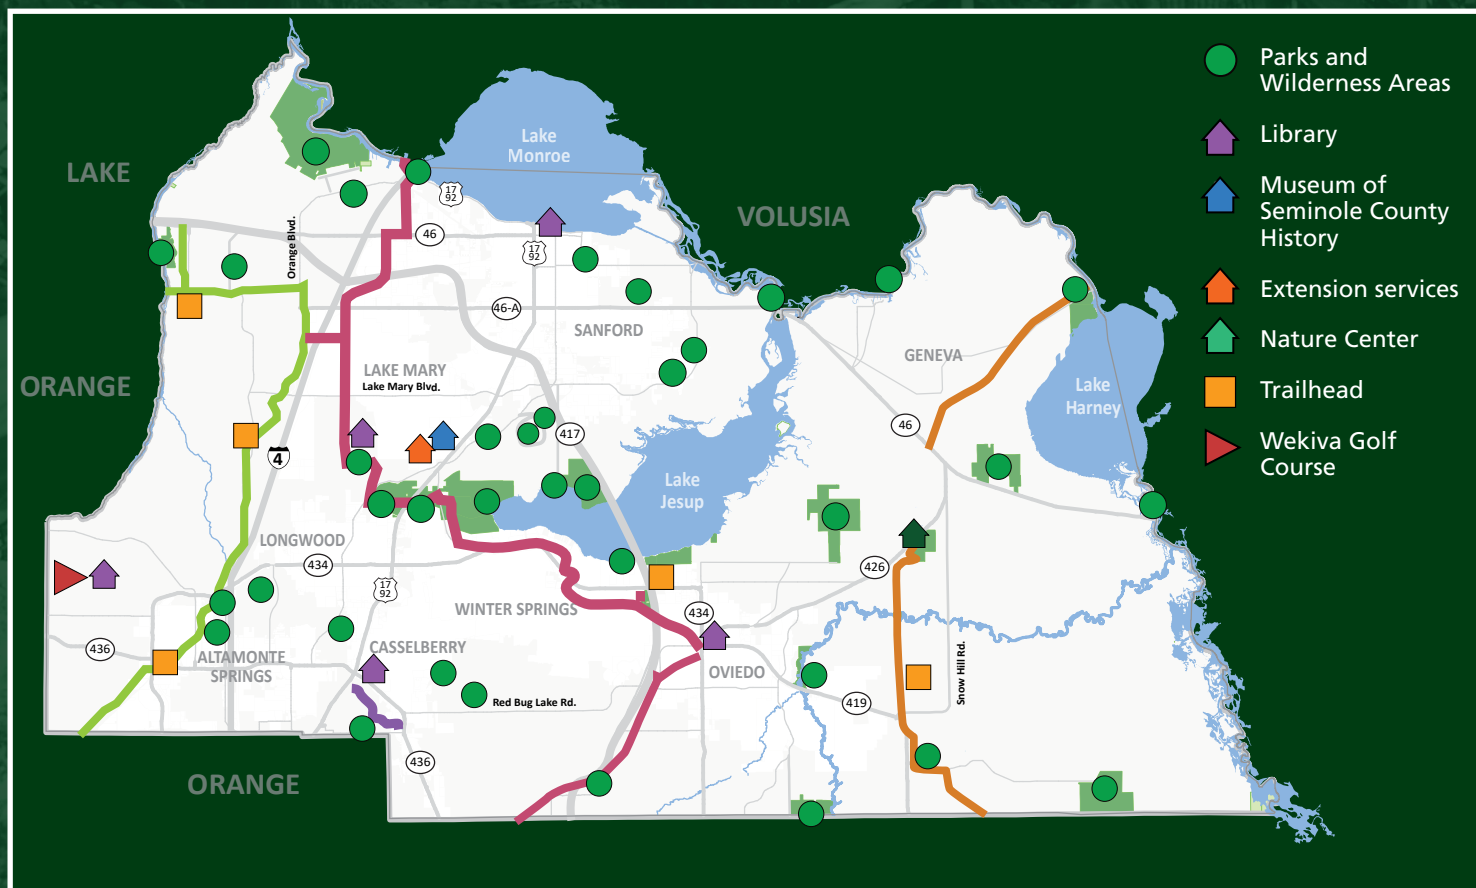 Parks and
Wilderness Areas
Library
Museum of
Seminole County
History
Extension services
Nature Center
Trailhead
Wekiva Golf
Course
LAKE
Lake
Monroe
VOLUSIA
17
92
46
Orange Blvd.
17
92
46-A
SANFORD
GENEVA
LAKE MARY
Lake Mary Blvd.
ORANGE
Lake
Harney
46
417
4
Lake
Jesup
LONGWOOD
434
426
17
92
WINTER SPRINGS
434
436
CASSELBERRY
ALTAMONTE
SPRINGS
OVIEDO
Snow Hill Rd.
Red Bug Lake Rd.
419
436
ORANGE